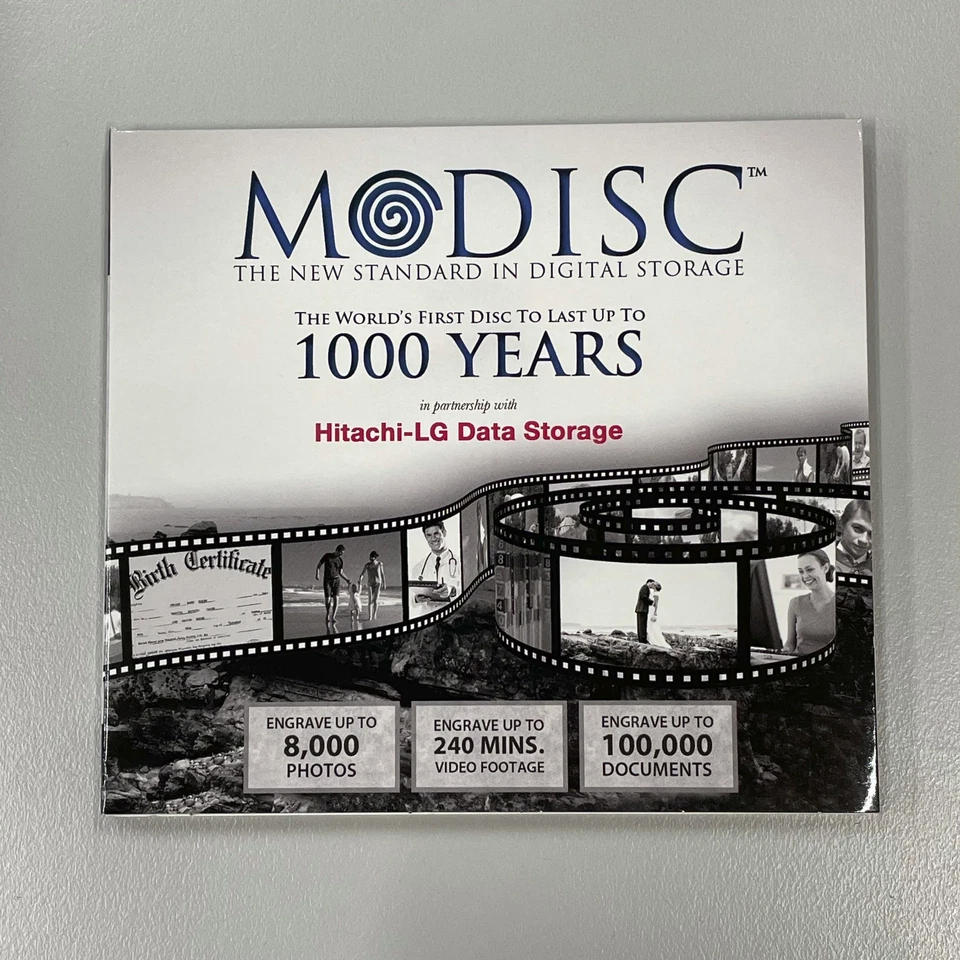 MODISC™
THE NEW STANDARD IN DIGITAL STORAGE
THE WORLD'S FIRST DISC TO LAST UP TO
1000 YEARS
in partnership with
Hitachi-LG Data Storage
Birth Certificate
ENGRAVE UP TO
8,000
PHOTOS
ENGRAVE UP TO
240 MINS.
VIDEO FOOTAGE
ENGRAVE UP TO
100,000
DOCUMENTS